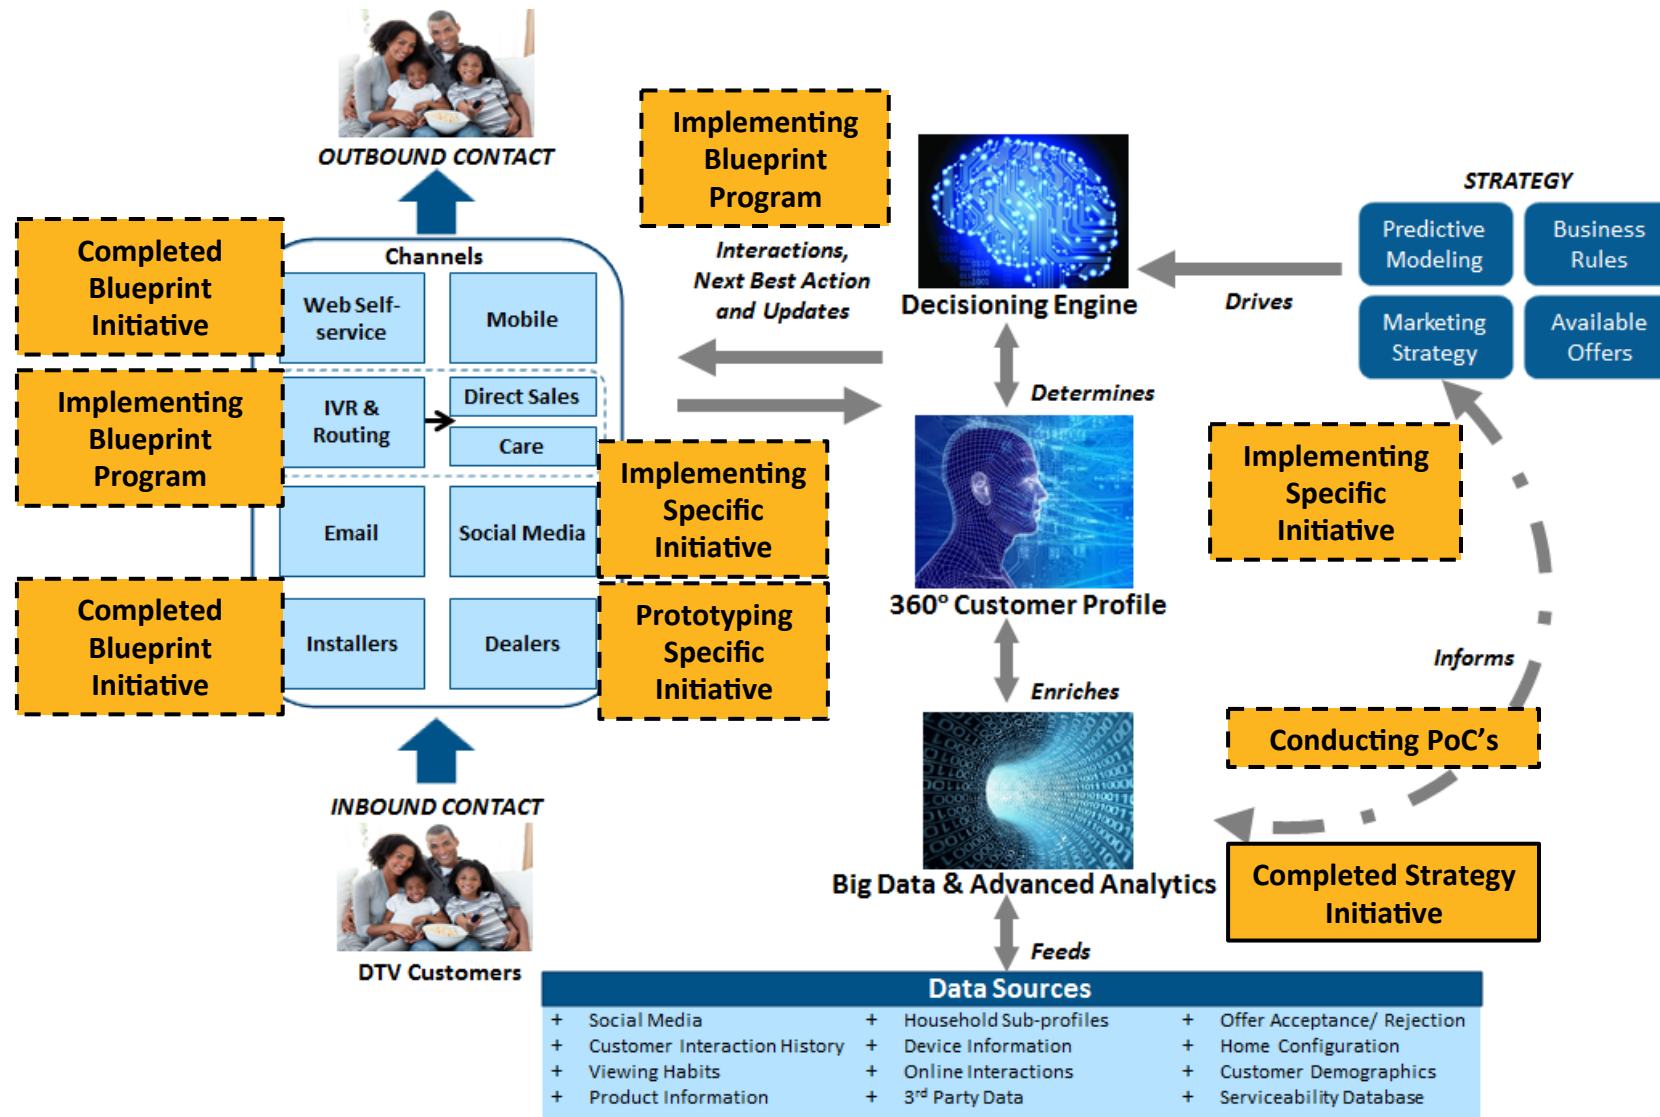 OUTBOUND CONTACT
Implementing
Blueprint
Program
Completed
Blueprint
Initiative
Channels
Web Self-
service
Mobile
Implementing
Blueprint
Program
IVR &
Routing
Direct Sales
Care
Email
Social Media
Implementing
Specific
Initiative
Completed
Blueprint
Initiative
Installers
Dealers
Prototyping
Specific
Initiative
INBOUND CONTACT
DTV Customers
Interactions,
Next Best Action
and Updates
Decisioning Engine
Drives
STRATEGY
Predictive
Modeling
Business
Rules
Marketing
Strategy
Available
Offers
Determines
360° Customer Profile
Implementing
Specific
Initiative
Enriches
Informs
Conducting PoC's
Big Data & Advanced Analytics
Completed Strategy
Initiative
Feeds
Data Sources
+ Social Media
+ Customer Interaction History
+ Viewing Habits
+ Product Information
+ Household Sub-profiles
+ Device Information
+ Online Interactions
+ 3rd Party Data
+ Offer Acceptance/ Rejection
+ Home Configuration
+ Customer Demographics
+ Serviceability Database